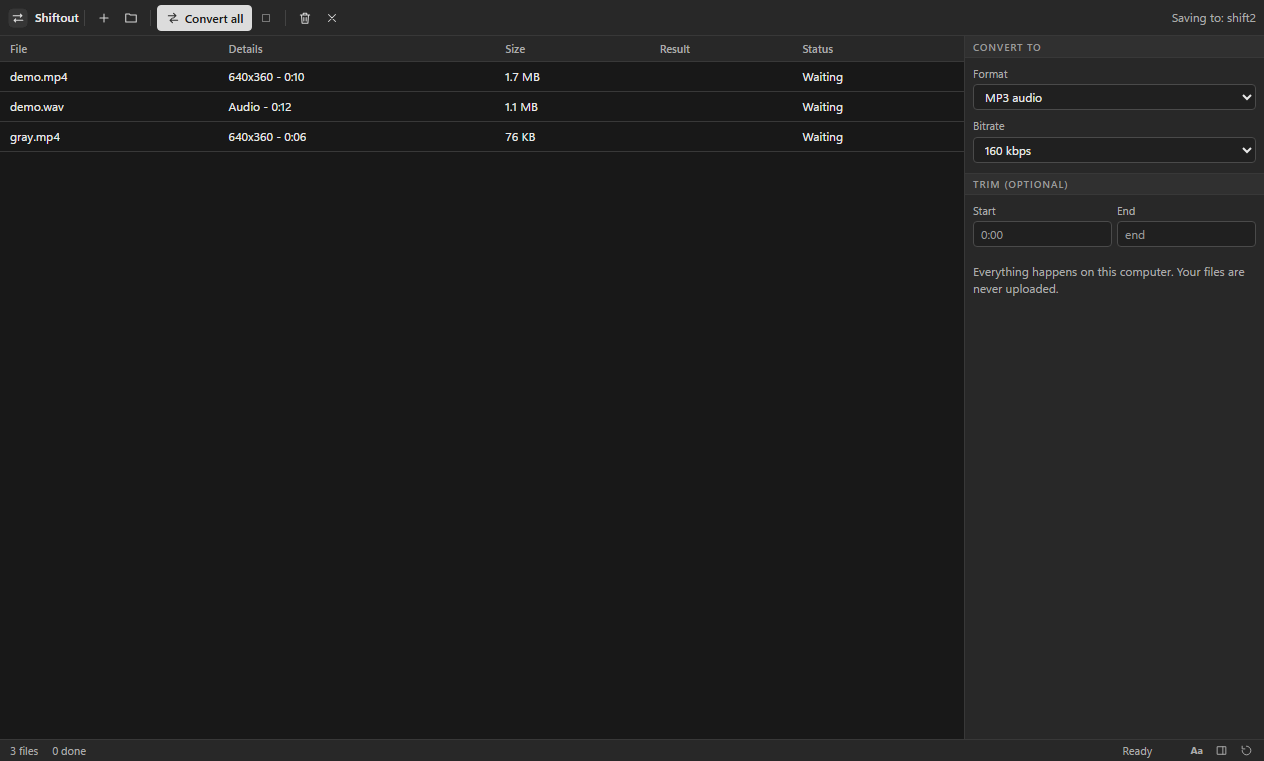 Shiftout Convert all Saving to: shift2
File Details Size Result Status
demo.mp4 640x360 - 0:10 1.7 MB Waiting
demo.wav Audio - 0:12 1.1 MB Waiting
gray.mp4 640x360 - 0:06 76 KB Waiting
CONVERT TO
Format
MP3 audio
Bitrate
160 kbps
TRIM (OPTIONAL)
Start End
0:00 end
Everything happens on this computer. Your files are
never uploaded.
3 files 0 done Ready Aa